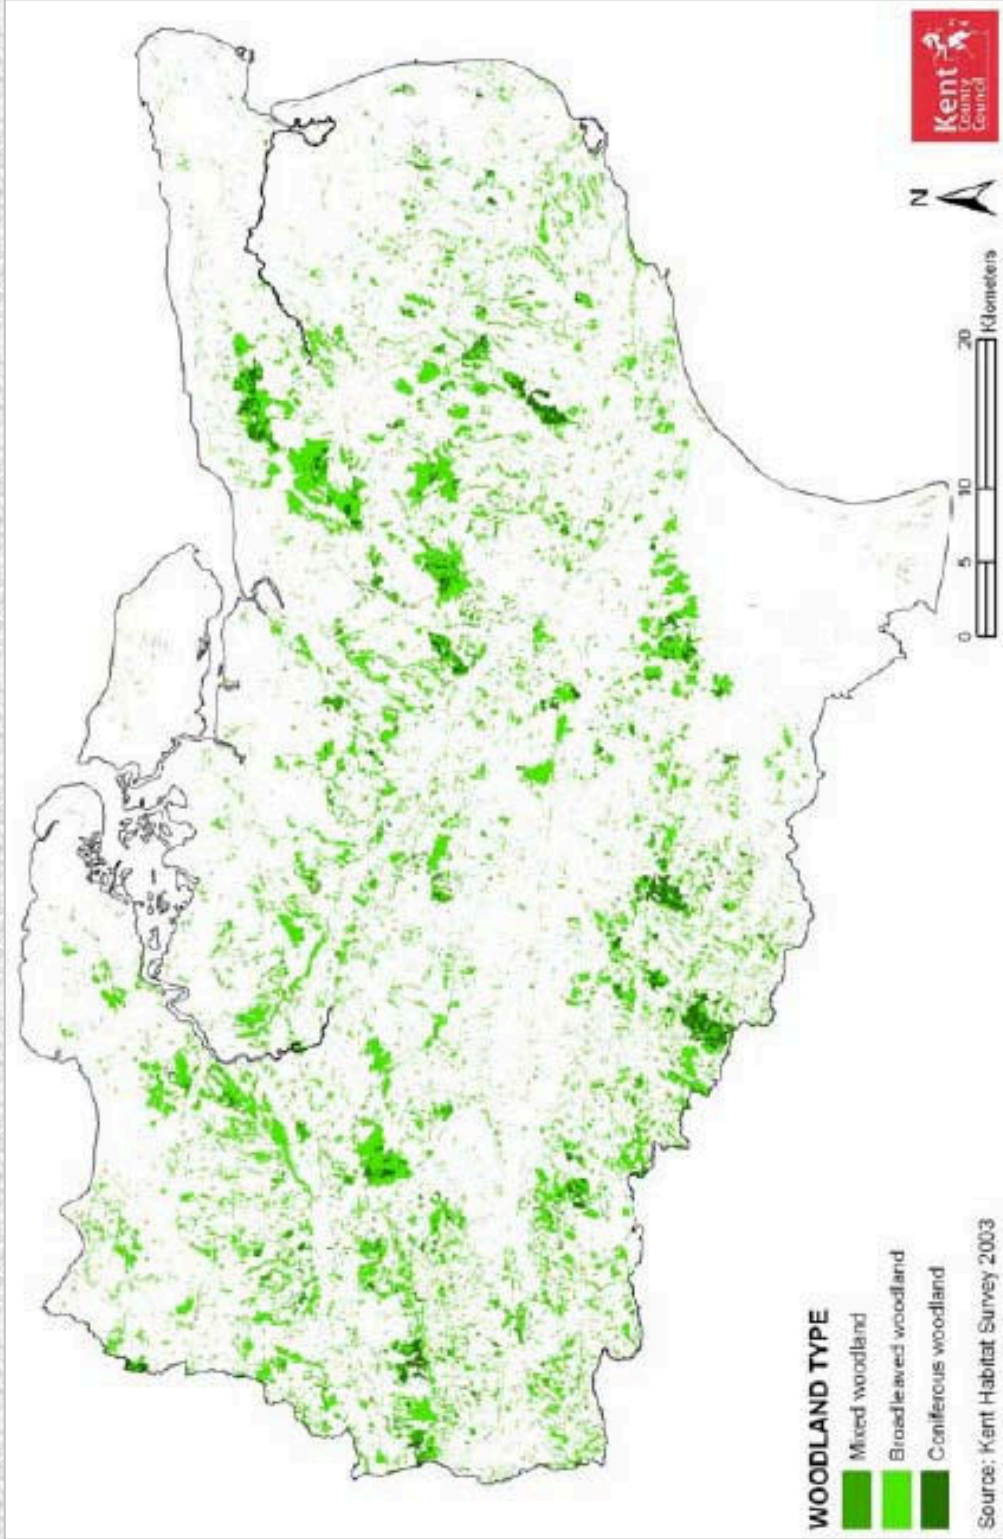 WOODLAND TYPE
Mixed woodland
Broadleaved woodland
Coniferous woodland
Source: Kent Habitat Survey 2003
0 5 10 20
Kilometers
N
Kent
County
Council